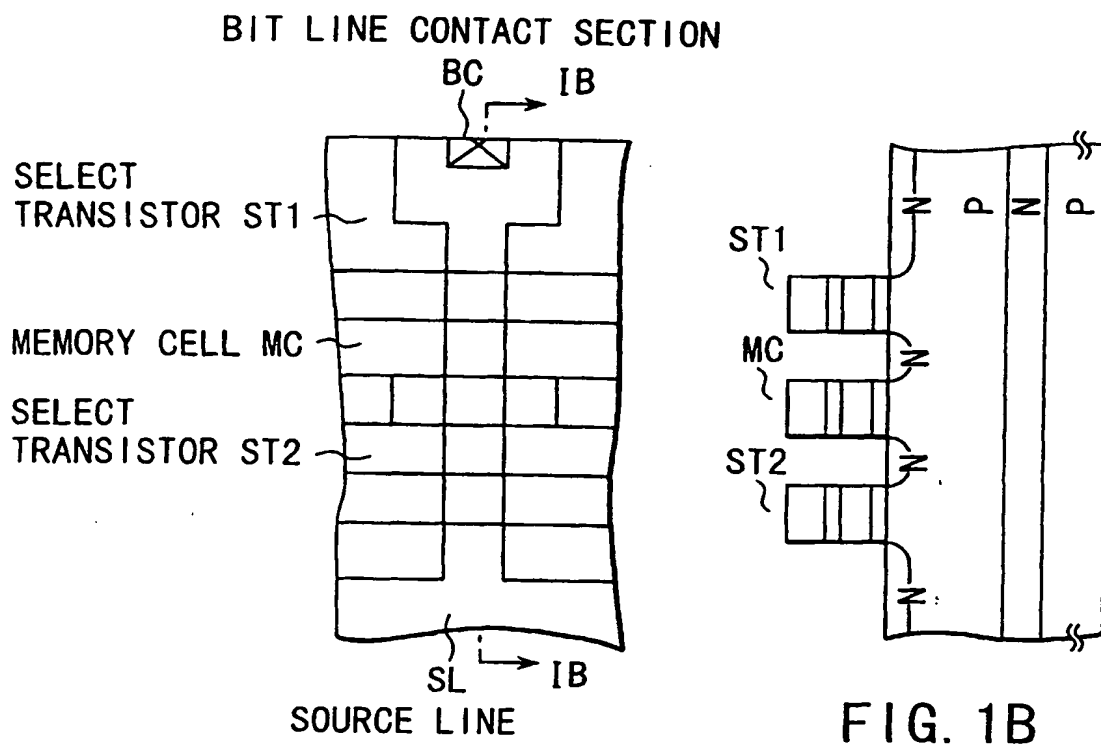 BIT LINE CONTACT SECTION
BC
IB
SELECT
TRANSISTOR ST1
MEMORY CELL MC
SELECT
TRANSISTOR ST2
SL
IB
SOURCE LINE
N
P
N
P
ST1
N
MC
N
ST2
N
FIG. 1B